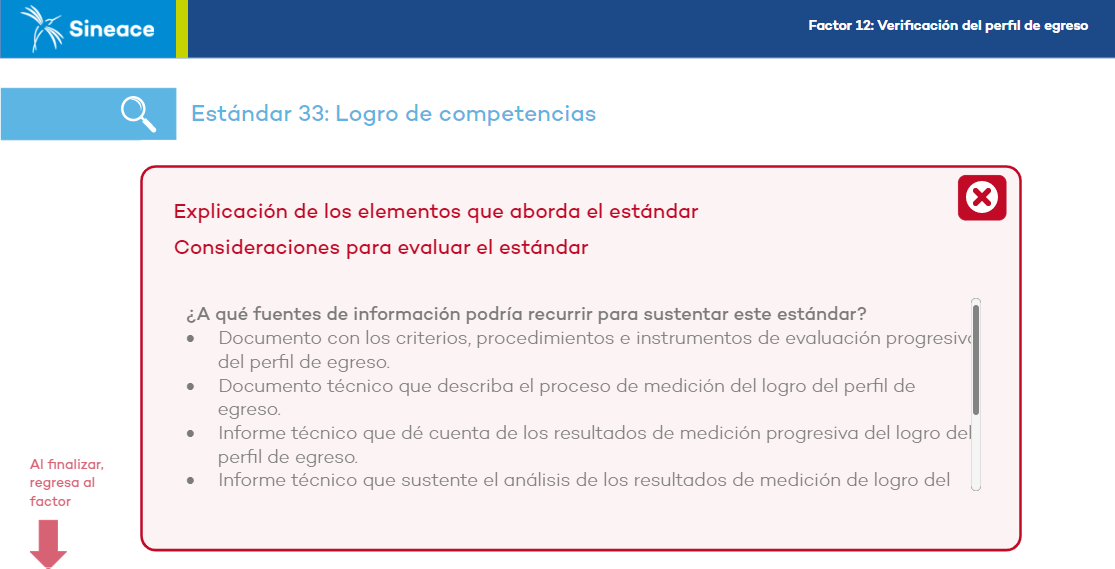 Sineace
Factor 12: Verificación del perfil de egreso
Estándar 33: Logro de competencias
Explicación de los elementos que aborda el estándar
Consideraciones para evaluar el estándar
¿A qué fuentes de información podría recurrir para sustentar este estándar?
• Documento con los criterios, procedimientos e instrumentos de evaluación progresiva
del perfil de egreso.
• Documento técnico que describa el proceso de medición del logro del perfil de
egreso.
• Informe técnico que dé cuenta de los resultados de medición progresiva del logro del
perfil de egreso.
• Informe técnico que sustente el análisis de los resultados de medición de logro del
Al finalizar,
regresa al
factor